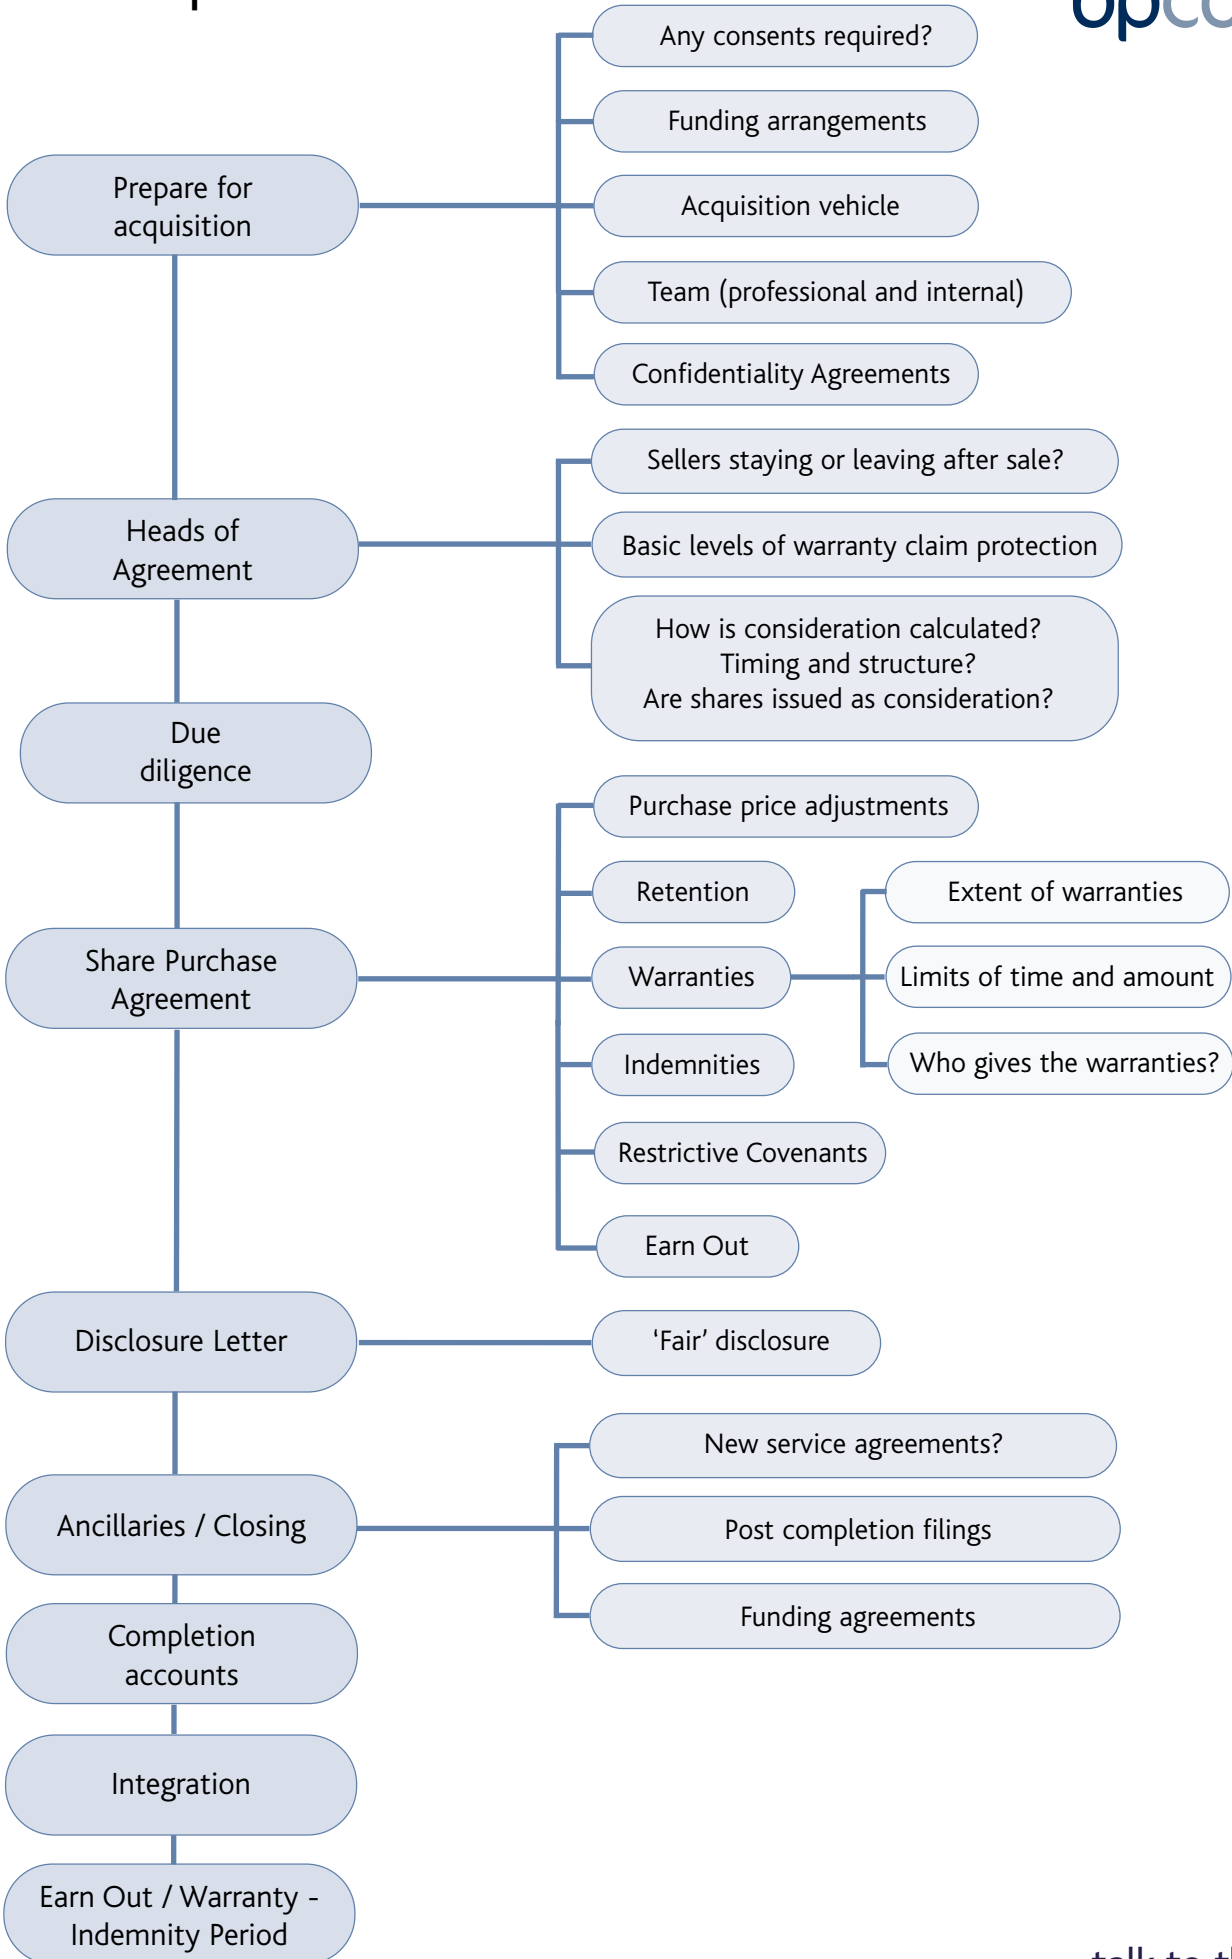 opco
Any consents required?
Funding arrangements
Prepare for
acquisition
Acquisition vehicle
Team (professional and internal)
Confidentiality Agreements
Sellers staying or leaving after sale?
Heads of
Agreement
Basic levels of warranty claim protection
How is consideration calculated?
Timing and structure?
Are shares issued as consideration?
Due
diligence
Purchase price adjustments
Retention
Extent of warranties
Share Purchase
Agreement
Warranties
Limits of time and amount
Indemnities
Who gives the warranties?
Restrictive Covenants
Earn Out
Disclosure Letter
‘Fair’ disclosure
New service agreements?
Ancillaries / Closing
Post completion filings
Funding agreements
Completion
accounts
Integration
Earn Out / Warranty -
Indemnity Period